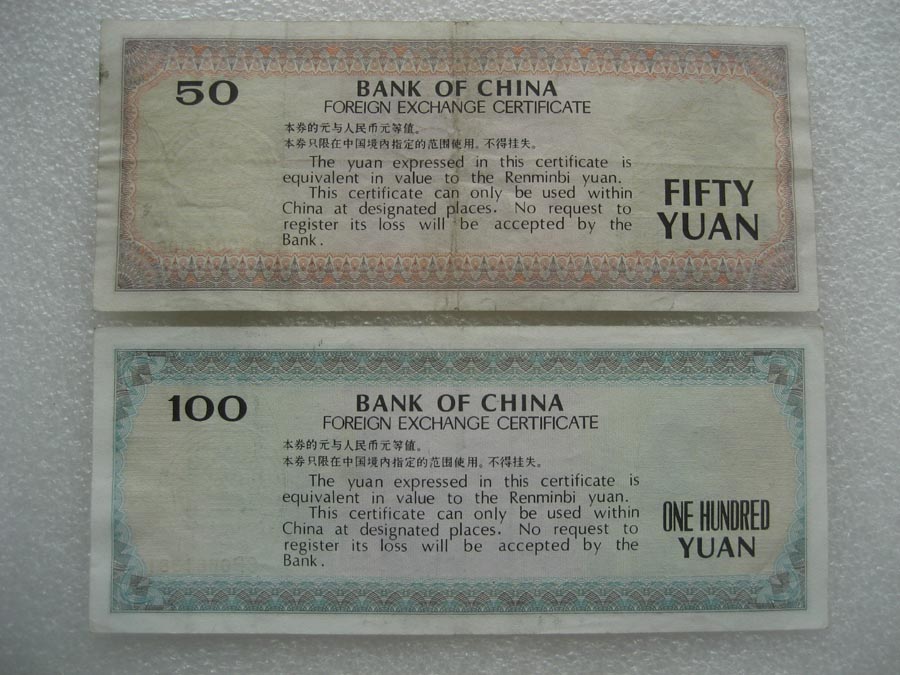 50
BANK OF CHINA
FOREIGN EXCHANGE CERTIFICATE
本券的元与人民币元等值。
本券只限在中国境内指定的范围使用。不得挂失。
The yuan expressed in this certificate is
equivalent in value to the Renminbi yuan.
This certificate can only be used within
China at designated places. No request to
register its loss will be accepted by the
Bank.
FIFTY
YUAN
100
BANK OF CHINA
FOREIGN EXCHANGE CERTIFICATE
本券的元与人民币元等值。
本券只限在中国境内指定的范围使用。不得挂失。
The yuan expressed in this certificate is
equivalent in value to the Renminbi yuan.
This certificate can only be used within
China at designated places. No request to
register its loss will be accepted by the
Bank.
ONE HUNDRED
YUAN